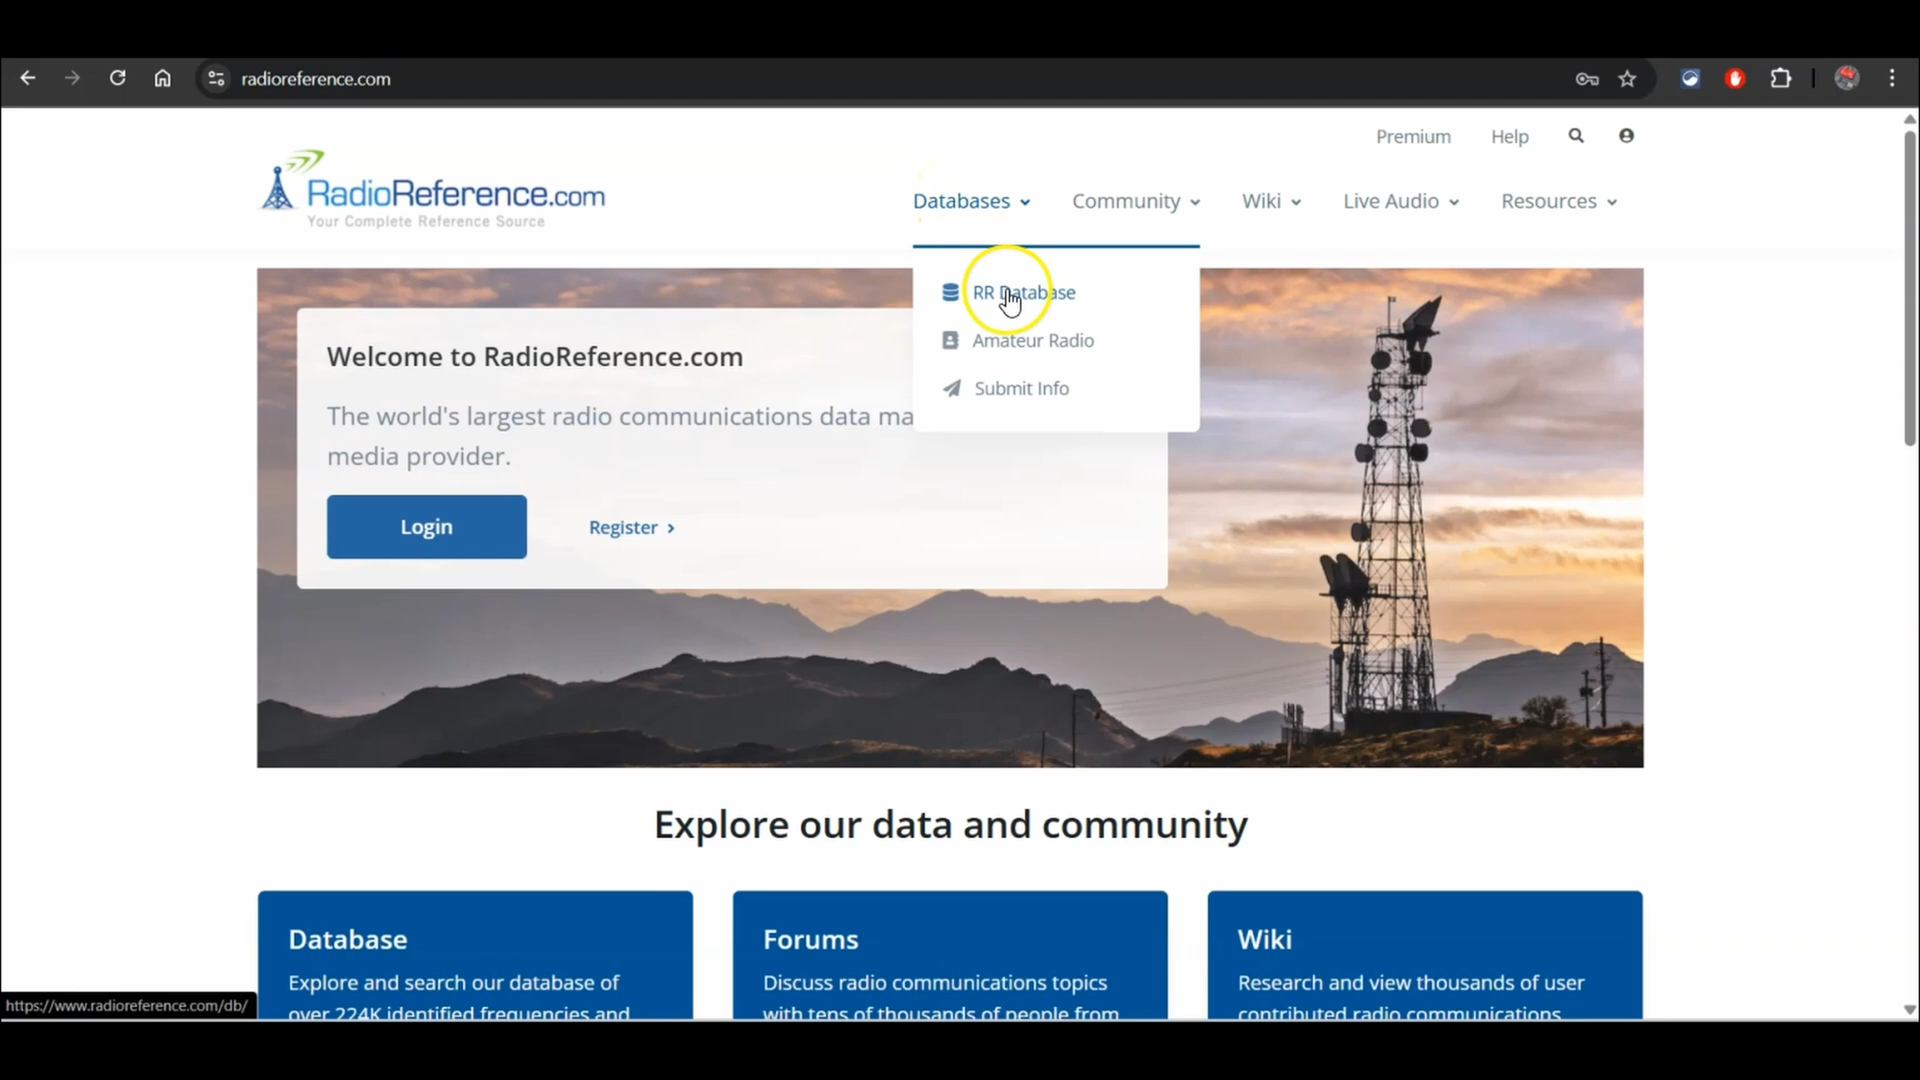 radioreference.com
Premium Help
RadioReference.com
Your Complete Reference Source
Databases Community Wiki Live Audio Resources
RR Database
Amateur Radio
Submit Info
Welcome to RadioReference.com
The world's largest radio communications data ma
media provider.
Login Register
Explore our data and community
Database
Explore and search our database of
over 224K identified frequencies and
Forums
Discuss radio communications topics
with tens of thousands of people from
Wiki
Research and view thousands of user
contributed radio communications
https://www.radioreference.com/db/